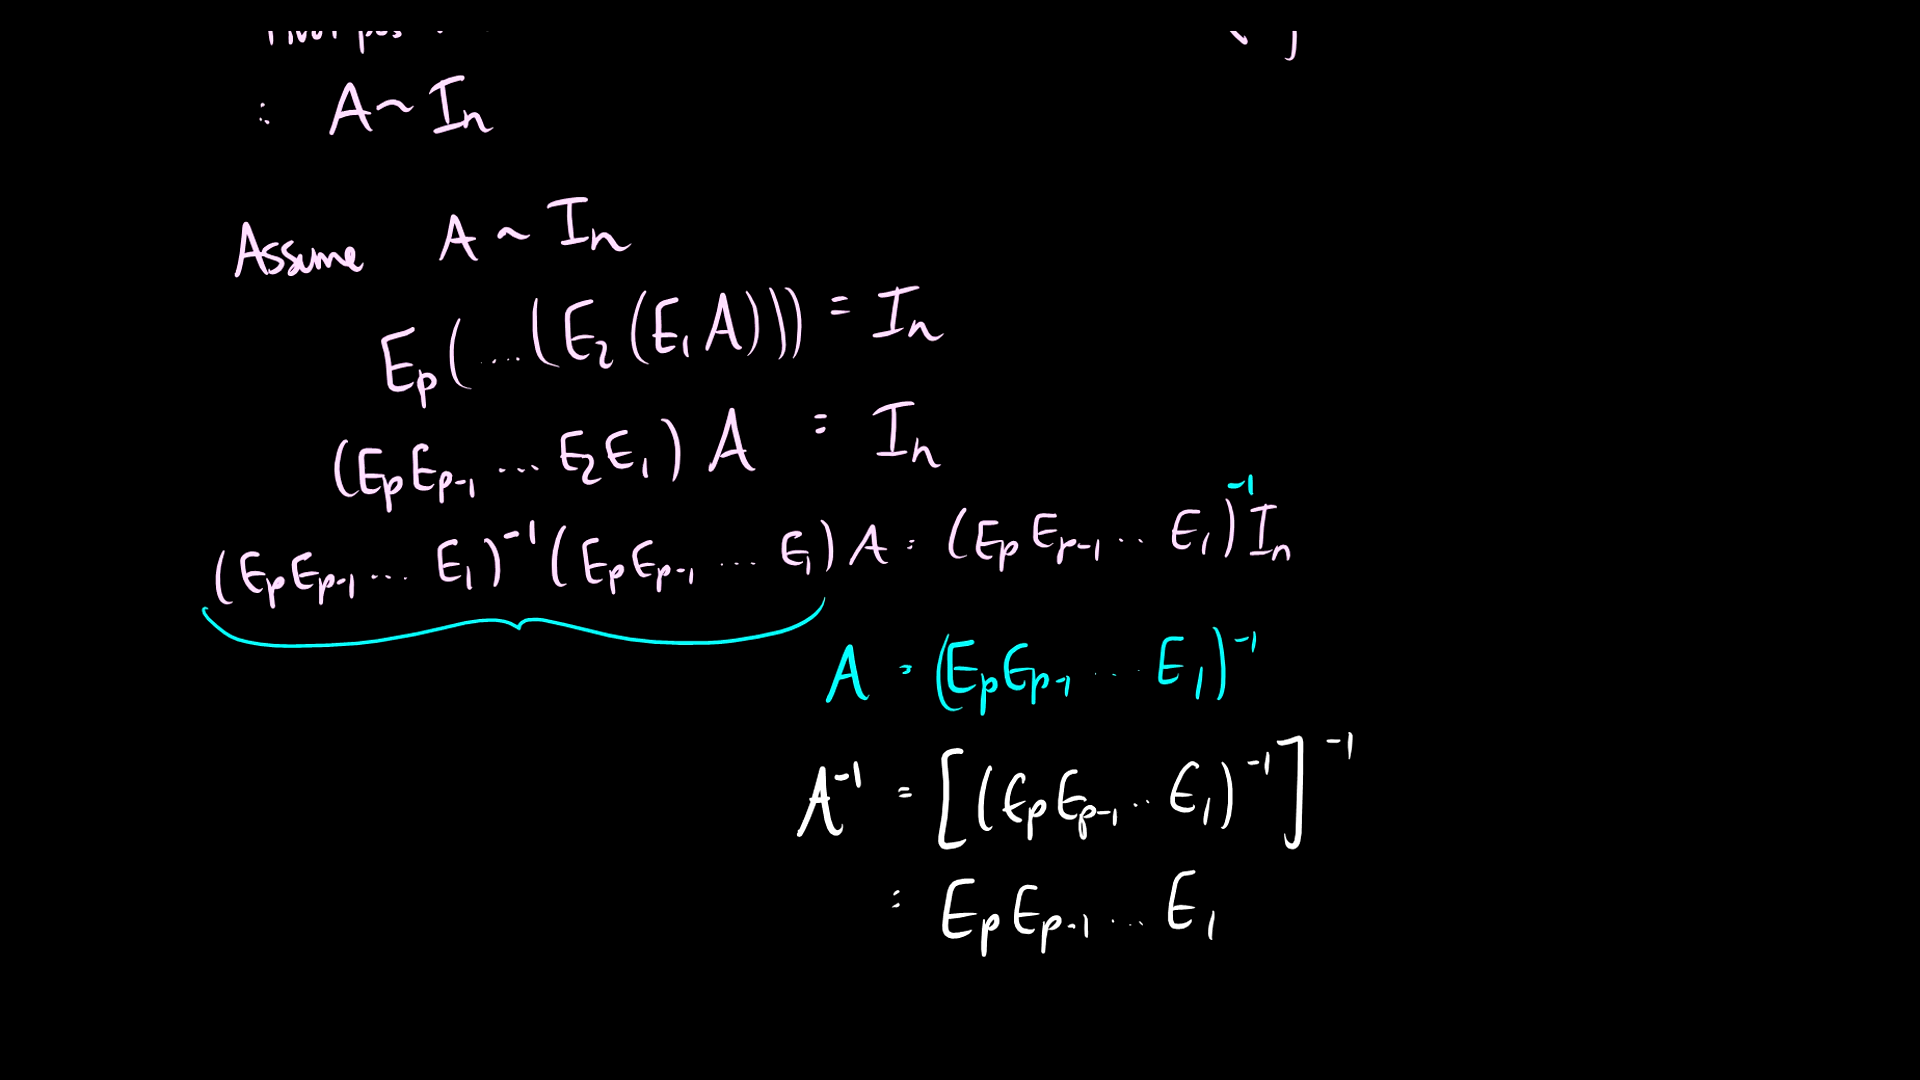 ∴ A ~ Iₙ
Assume A ~ Iₙ
Eₚ(...(E₂(E₁A))) = Iₙ
(EₚEₚ₋₁ ... E₂E₁) A = Iₙ
(EₚEₚ₋₁ ... E₁)⁻¹(EₚEₚ₋₁ ... E₁) A = (EₚEₚ₋₁ ... E₁)⁻¹Iₙ
A = (EₚEₚ₋₁ ... E₁)⁻¹
A⁻¹ = [(EₚEₚ₋₁ ... E₁)⁻¹]⁻¹
= EₚEₚ₋₁ ... E₁